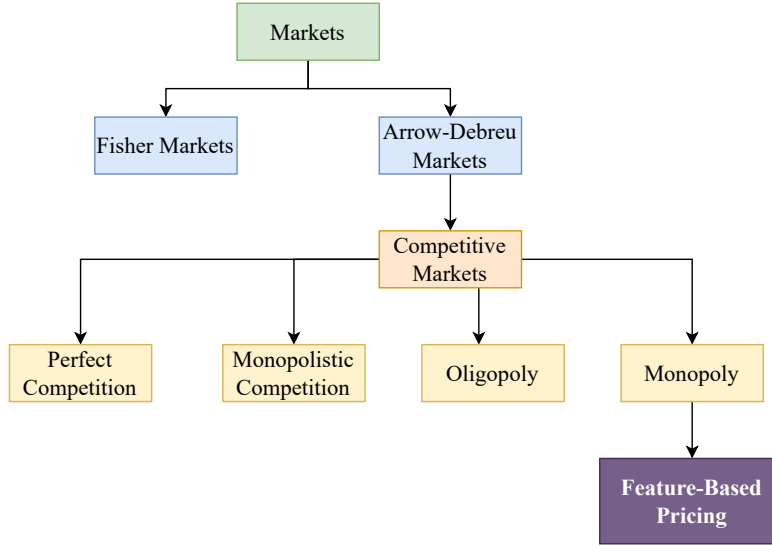 Markets
Fisher Markets
Arrow-Debreu
Markets
Competitive
Markets
Perfect
Competition
Monopolistic
Competition
Oligopoly
Monopoly
Feature-Based
Pricing